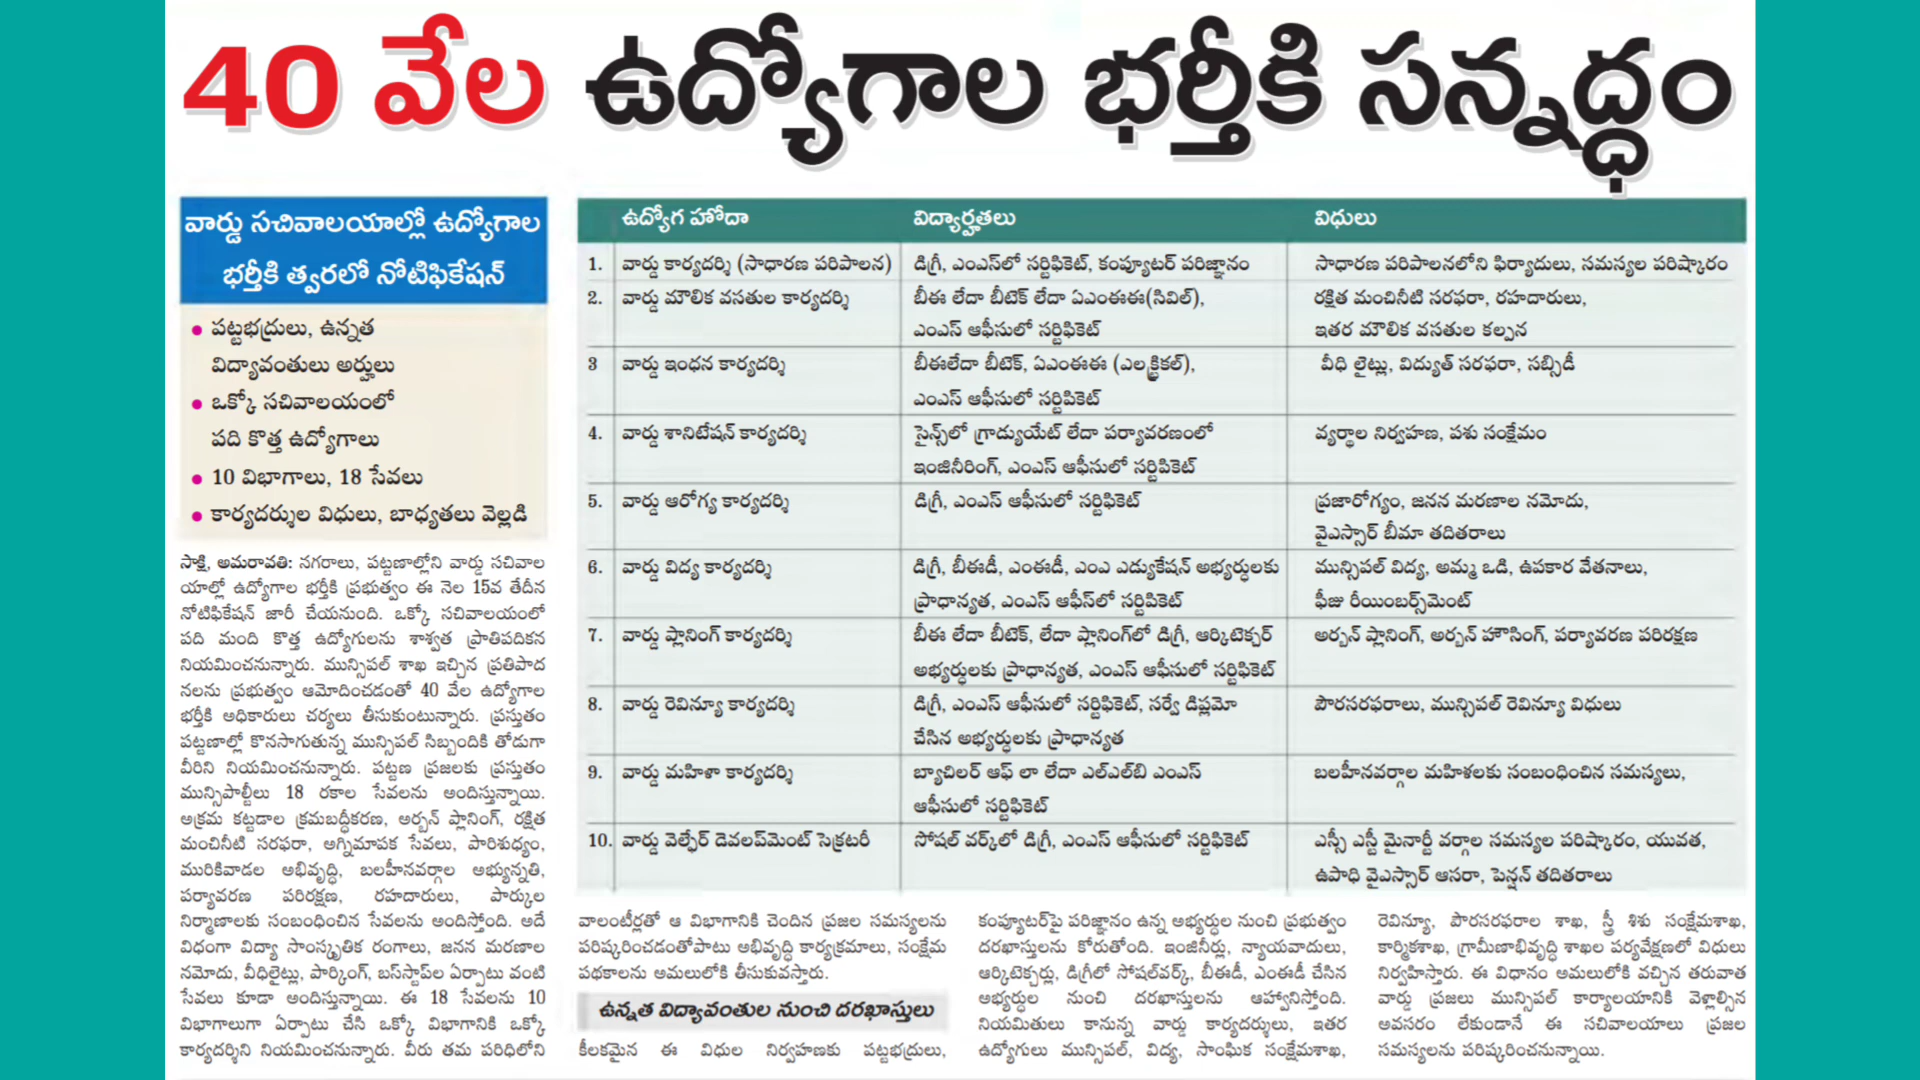 40 వేల ఉద్యోగాల భర్తీకి సన్నద్ధం
వార్డు సచివాలయాల్లో ఉద్యోగాల
భర్తీకి త్వరలో నోటిఫికేషన్
● పట్టభద్రులు, ఉన్నత
విద్యావంతులు అర్హులు
● ఒక్కో సచివాలయంలో
పది కొత్త ఉద్యోగాలు
● 10 విభాగాలు, 18 సేవలు
● కార్యదర్శుల విధులు, బాధ్యతలు వెల్లడి
సాక్షి, అమరావతి: నగరాలు, పట్టణాల్లోని వార్డు సచివాల
యాల్లో ఉద్యోగాల భర్తీకి ప్రభుత్వం ఈ నెల 15వ తేదీన
నోటిఫికేషన్ జారీ చేయనుంది. ఒక్కో సచివాలయంలో
పది మంది కొత్త ఉద్యోగులను శాశ్వత ప్రాతిపదికన
నియమించనున్నారు. మున్సిపల్ శాఖ ఇచ్చిన ప్రతిపాద
నలను ప్రభుత్వం ఆమోదించడంతో 40 వేల ఉద్యోగాల
భర్తీకి అధికారులు చర్యలు తీసుకుంటున్నారు. ప్రస్తుతం
పట్టణాల్లో కొనసాగుతున్న మున్సిపల్ సిబ్బందికి తోడుగా
వీరిని నియమించనున్నారు. పట్టణ ప్రజలకు ప్రస్తుతం
మున్సిపాల్టీలు 18 రకాల సేవలను అందిస్తున్నాయి.
అక్రమ కట్టడాల క్రమబద్ధీకరణ, అర్బన్ ప్లానింగ్, రక్షిత
మంచినీటి సరఫరా, అగ్నిమాపక సేవలు, పారిశుధ్యం,
మురికివాడల అభివృద్ధి, బలహీనవర్గాల అభ్యున్నతి,
పర్యావరణ పరిరక్షణ, రహదారులు, పార్కుల
నిర్మాణాలకు సంబంధించిన సేవలను అందిస్తోంది. అదే
విధంగా విద్యా సాంస్కృతిక రంగాలు, జనన మరణాల
నమోదు, వీధిలైట్లు, పార్కింగ్, బస్‌స్టాప్‌ల ఏర్పాటు వంటి
సేవలు కూడా అందిస్తున్నాయి. ఈ 18 సేవలను 10
విభాగాలుగా ఏర్పాటు చేసి ఒక్కో విభాగానికి ఒక్కో
కార్యదర్శిని నియమించనున్నారు. వీరు తమ పరిధిలోని
ఉద్యోగ హోదా విద్యార్హతలు విధులు
1. వార్డు కార్యదర్శి (సాధారణ పరిపాలన) డిగ్రీ, ఎంఎస్‌లో సర్టిఫికెట్, కంప్యూటర్ పరిజ్ఞానం సాధారణ పరిపాలనలోని ఫిర్యాదులు, సమస్యల పరిష్కారం
2. వార్డు మౌలిక వసతుల కార్యదర్శి బీఈ లేదా బీటెక్ లేదా ఏఎంఈఈ(సివిల్), రక్షిత మంచినీటి సరఫరా, రహదారులు,
ఎంఎస్ ఆఫీసులో సర్టిఫికెట్ ఇతర మౌలిక వసతుల కల్పన
3 వార్డు ఇంధన కార్యదర్శి బీఈలేదా బీటెక్, ఏఎంఈఈ (ఎలక్ట్రికల్), వీధి లైట్లు, విద్యుత్ సరఫరా, సబ్సిడీ
ఎంఎస్ ఆఫీసులో సర్టిపికెట్
4. వార్డు శానిటేషన్ కార్యదర్శి సైన్స్‌లో గ్రాడ్యుయేట్ లేదా పర్యావరణంలో వ్యర్థాల నిర్వహణ, పశు సంక్షేమం
ఇంజినీరింగ్, ఎంఎస్ ఆఫీసులో సర్టిపికెట్
5. వార్డు ఆరోగ్య కార్యదర్శి డిగ్రీ, ఎంఎస్ ఆఫీసులో సర్టిఫికెట్ ప్రజారోగ్యం, జనన మరణాల నమోదు,
వైఎస్సార్ బీమా తదితరాలు
6. వార్డు విద్య కార్యదర్శి డిగ్రీ, బీఈడీ, ఎంఈడీ, ఎంఎ ఎడ్యుకేషన్ అభ్యర్థులకు మున్సిపల్ విద్య, అమ్మ ఒడి, ఉపకార వేతనాలు,
ప్రాధాన్యత, ఎంఎస్ ఆఫీస్‌లో సర్టిపికెట్ ఫీజు రీయింబర్స్‌మెంట్
7. వార్డు ప్లానింగ్ కార్యదర్శి బీఈ లేదా బీటెక్, లేదా ప్లానింగ్‌లో డిగ్రీ, ఆర్కిటెక్చర్ అర్బన్ ప్లానింగ్, అర్బన్ హౌసింగ్, పర్యావరణ పరిరక్షణ
అభ్యర్థులకు ప్రాధాన్యత, ఎంఎస్ ఆఫీసులో సర్టిఫికెట్
8. వార్డు రెవిన్యూ కార్యదర్శి డిగ్రీ, ఎంఎస్ ఆఫీసులో సర్టిఫికెట్, సర్వే డిప్లమో పౌరసరఫరాలు, మున్సిపల్ రెవిన్యూ విధులు
చేసిన అభ్యర్థులకు ప్రాధాన్యత
9. వార్డు మహిళా కార్యదర్శి బ్యాచిలర్ ఆఫ్ లా లేదా ఎల్ఎల్‌బి ఎంఎస్ బలహీనవర్గాల మహిళలకు సంబంధించిన సమస్యలు,
ఆఫీసులో సర్టిఫికెట్
10. వార్డు వెల్ఫేర్ డెవలప్‌మెంట్ సెక్రటరీ సోషల్ వర్క్‌లో డిగ్రీ, ఎంఎస్ ఆఫీసులో సర్టిఫికెట్ ఎస్సీ ఎస్టీ మైనార్టీ వర్గాల సమస్యల పరిష్కారం, యువత,
ఉపాధి వైఎస్సార్ ఆసరా, పెన్షన్ తదితరాలు
వాలంటీర్లతో ఆ విభాగానికి చెందిన ప్రజల సమస్యలను
పరిష్కరించడంతోపాటు అభివృద్ధి కార్యక్రమాలు, సంక్షేమ
పథకాలను అమలులోకి తీసుకువస్తారు.
ఉన్నత విద్యావంతుల నుంచి దరఖాస్తులు
కీలకమైన ఈ విధుల నిర్వహణకు పట్టభద్రులు,
కంప్యూటర్‌పై పరిజ్ఞానం ఉన్న అభ్యర్థుల నుంచి ప్రభుత్వం
దరఖాస్తులను కోరుతోంది. ఇంజినీర్లు, న్యాయవాదులు,
ఆర్కిటెక్చర్లు, డిగ్రీలో సోషల్‌వర్క్, బీఈడీ, ఎంఈడీ చేసిన
అభ్యర్థుల నుంచి దరఖాస్తులను ఆహ్వానిస్తోంది.
నియమితులు కానున్న వార్డు కార్యదర్శులు, ఇతర
ఉద్యోగులు మున్సిపల్, విద్య, సాంఘిక సంక్షేమశాఖ,
రెవిన్యూ, పౌరసరఫరాల శాఖ, స్త్రీ శిశు సంక్షేమశాఖ,
కార్మికశాఖ, గ్రామీణాభివృద్ధి శాఖల పర్యవేక్షణలో విధులు
నిర్వహిస్తారు. ఈ విధానం అమలులోకి వచ్చిన తరువాత
వార్డు ప్రజలు మున్సిపల్ కార్యాలయానికి వెళ్లాల్సిన
అవసరం లేకుండానే ఈ సచివాలయాలు ప్రజల
సమస్యలను పరిష్కరించనున్నాయి.